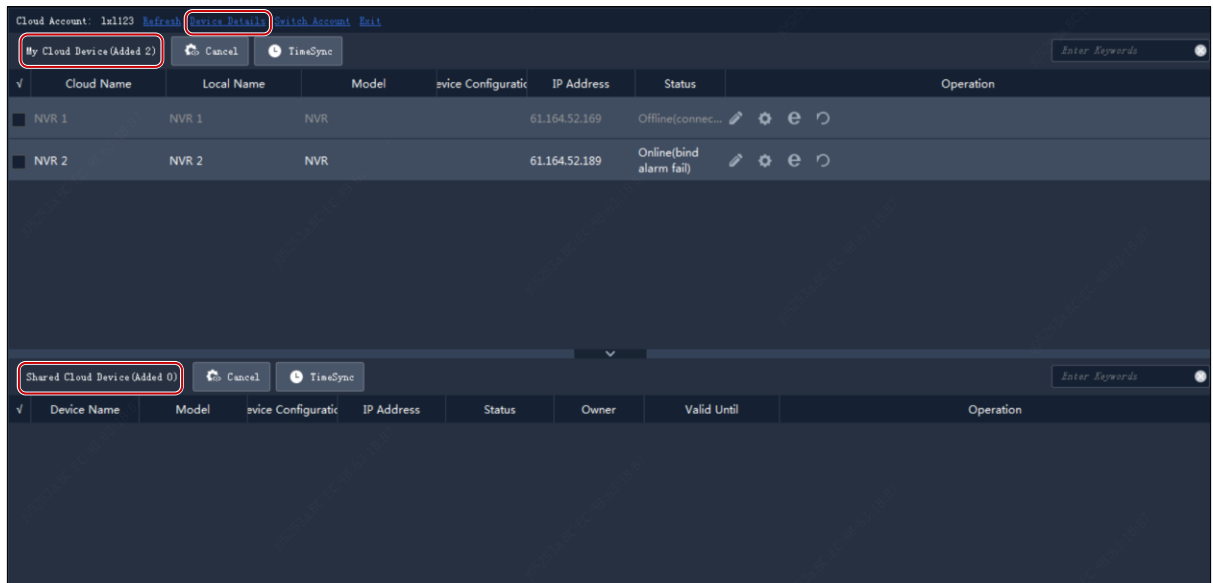 Cloud Account: lxl123 Refresh Device Details Switch Account Exit
My Cloud Device(Added 2) Cancel TimeSync Enter Keywords
√ Cloud Name Local Name Model evice Configuratic IP Address Status Operation
NVR 1 NVR 1 NVR 61.164.52.169 Offline(connec...
NVR 2 NVR 2 NVR 61.164.52.189 Online(bind
alarm fail)
Shared Cloud Device(Added 0) Cancel TimeSync Enter Keywords
√ Device Name Model evice Configuratic IP Address Status Owner Valid Until Operation